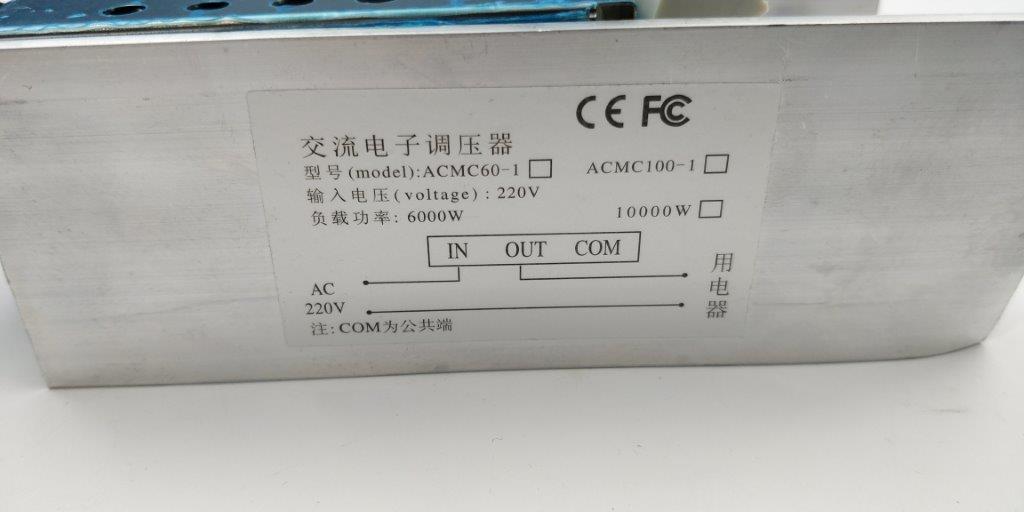 CE FC
交流电子调压器
型号(model):ACMC60-1 □ ACMC100-1 □
输入电压(voltage): 220V
负载功率: 6000W 10000W □
IN OUT COM
AC
220V
用电器
注: COM为公共端